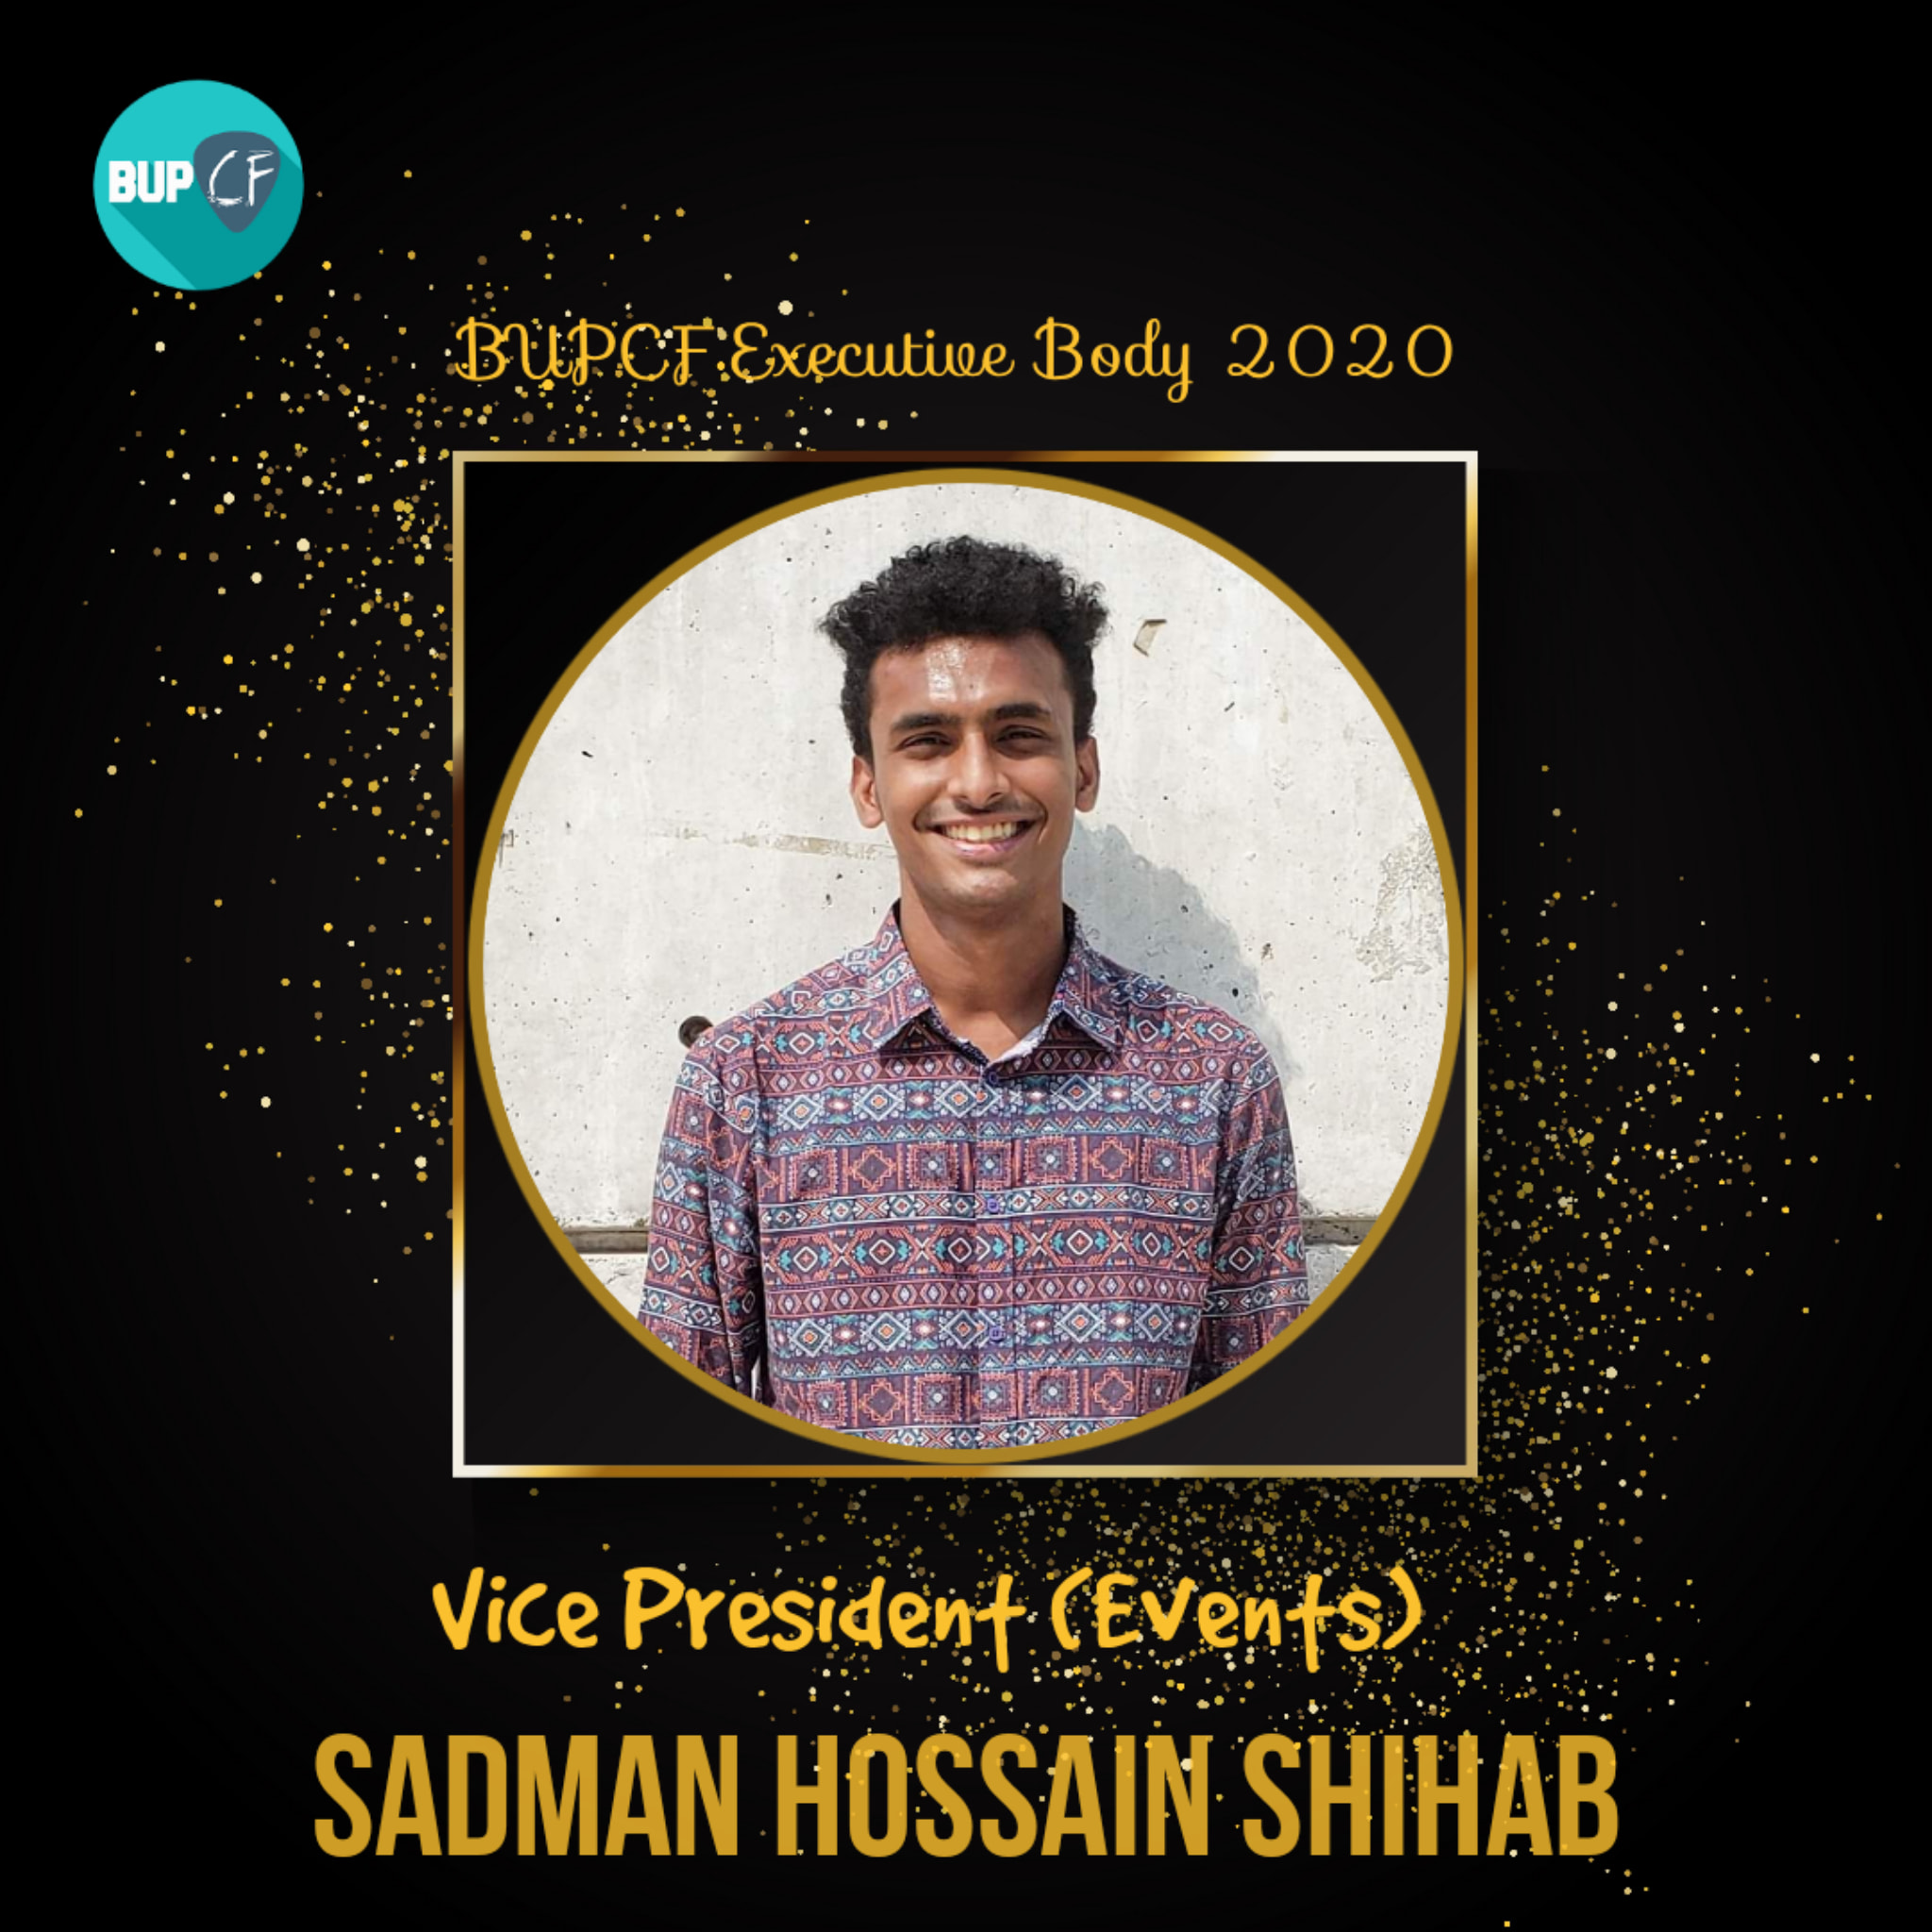 BUP CF
BUPCF Executive Body 2020
Vice President (Events)
SADMAN HOSSAIN SHIHAB